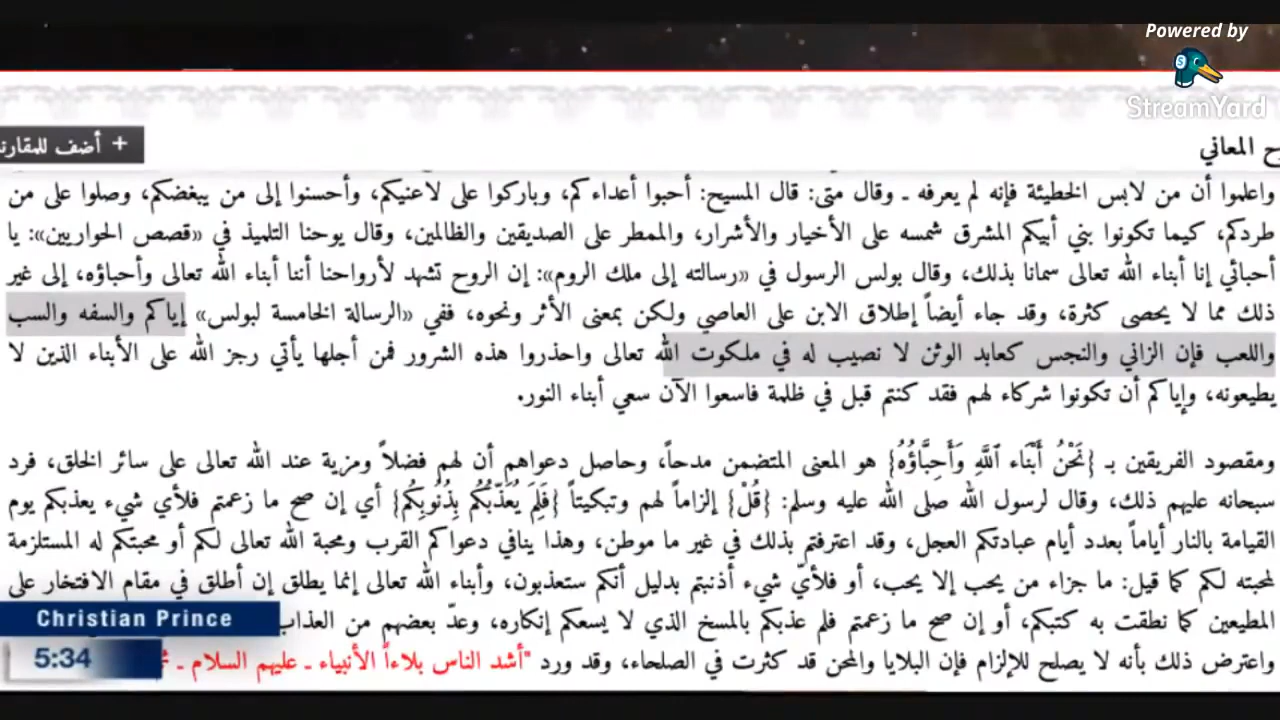 Powered by
StreamYard
+ أضف للمقارنة
ح المعاني
واعلموا أن من لابس الخطيئة فإنه لم يعرفه ـ وقال متى: قال المسيح: أحبوا أعداءكم، وباركوا على لاعنيكم، وأحسنوا إلى من يبغضكم، وصلوا على من
طردكم، كيما تكونوا بني أبيكم المشرق شمسه على الأخيار والأشرار، والممطر على الصديقين والظالمين، وقال يوحنا التلميذ في «قصص الحواريين»: يا
أحبائي إنا أبناء الله تعالى سمانا بذلك، وقال بولس الرسول في «رسالته إلى ملك الروم»: إن الروح تشهد لأرواحنا أننا أبناء الله تعالى وأحباؤه، إلى غير
ذلك مما لا يحصى كثرة، وقد جاء أيضاً إطلاق الابن على العاصي ولكن بمعنى الأثر ونحوه، ففي «الرسالة الخامسة لبولس» إياكم والسفه والسب
واللعب فإن الزاني والنجس كعابد الوثن لا نصيب له في ملكوت الله تعالى واحذروا هذه الشرور فمن أجلها يأتي رجز الله على الأبناء الذين لا
يطيعونه، وإياكم أن تكونوا شركاء لهم فقد كنتم قبل في ظلمة فاسعوا الآن سعي أبناء النور.
ومقصود الفريقين بـ {نَحْنُ أَبْنَاء ٱللَّهِ وَأَحِبَّاؤُهُ} هو المعنى المتضمن مدحاً، وحاصل دعواهم أن لهم فضلاً ومزية عند الله تعالى على سائر الخلق، فرد
سبحانه عليهم ذلك، وقال لرسول الله صلى الله عليه وسلم: {قُلْ} إلزاماً لهم وتبكيتاً {فَلِمَ يُعَذِّبُكُم بِذُنُوبِكُم} أي إن صح ما زعمتم فلأي شيء يعذبكم يوم
القيامة بالنار أياماً بعدد أيام عبادتكم العجل، وقد اعترفتم بذلك في غير ما موطن، وهذا ينافي دعواكم القرب ومحبة الله تعالى لكم أو محبتكم له المستلزمة
لمحبته لكم كما قيل: ما جزاء من يحب إلا يحب، أو فلأيّ شيء أذنبتم بدليل أنكم ستعذبون، وأبناء الله تعالى إنما يطلق إن أطلق في مقام الافتخار على
المطيعين كما نطقت به كتبكم، أو إن صح ما زعمتم فلم عذبكم بالمسخ الذي لا يسعكم إنكاره، وعدّ بعضهم من العذاب
واعترض ذلك بأنه لا يصلح للإلزام فإن البلايا والمحن قد كثرت في الصلحاء، وقد ورد "أشد الناس بلاءاً الأنبياء ـ عليهم السلام ـ
Christian Prince
5:34